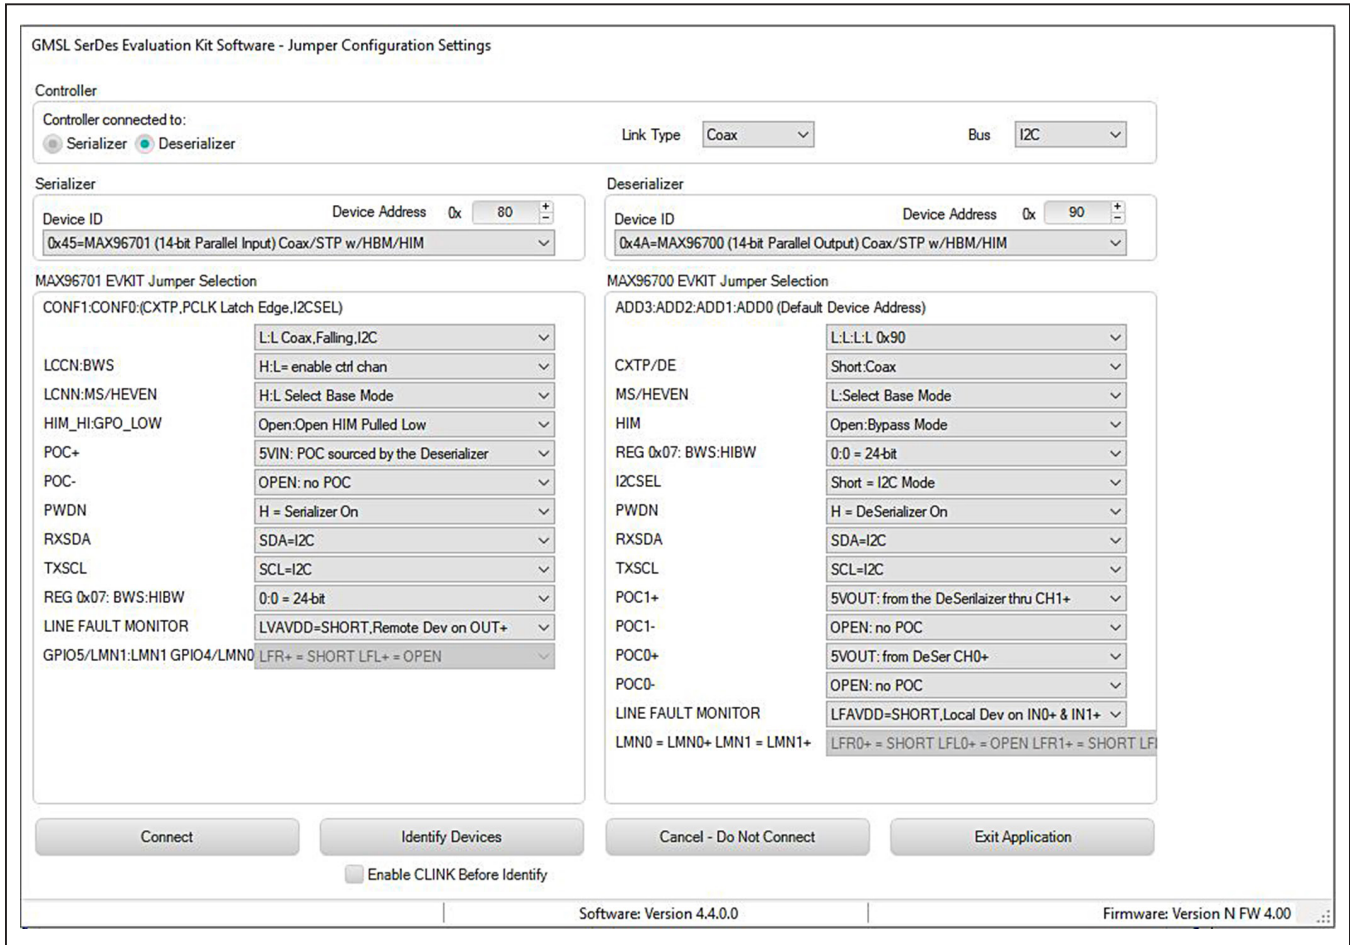 GMSL SerDes Evaluation Kit Software - Jumper Configuration Settings
Controller
Controller connected to:
Serializer Deserializer
Link Type Coax
Bus I2C
Serializer
Device ID
Device Address 0x 80 + -
0x45=MAX96701 (14-bit Parallel Input) Coax/STP w/HBM/HIM
MAX96701 EVKIT Jumper Selection
CONF1:CONF0:(CXTP,PCLK Latch Edge,I2CSEL)
L:L Coax,Falling,I2C
LCCN:BWS H:L= enable ctrl chan
LCNN:MS/HEVEN H:L Select Base Mode
HIM_HI:GPO_LOW Open:Open HIM Pulled Low
POC+ 5VIN: POC sourced by the Deserializer
POC- OPEN: no POC
PWDN H = Serializer On
RXSDA SDA=I2C
TXSCL SCL=I2C
REG 0x07: BWS:HIBW 0:0 = 24-bit
LINE FAULT MONITOR LVAVDD=SHORT,Remote Dev on OUT+
GPIO5/LMN1:LMN1 GPIO4/LMN0 LFR+ = SHORT LFL+ = OPEN
Deserializer
Device ID
Device Address 0x 90 + -
0x4A=MAX96700 (14-bit Parallel Output) Coax/STP w/HBM/HIM
MAX96700 EVKIT Jumper Selection
ADD3:ADD2:ADD1:ADD0 (Default Device Address)
L:L:L:L 0x90
CXTP/DE Short:Coax
MS/HEVEN L:Select Base Mode
HIM Open:Bypass Mode
REG 0x07: BWS:HIBW 0:0 = 24-bit
I2CSEL Short = I2C Mode
PWDN H = DeSerializer On
RXSDA SDA=I2C
TXSCL SCL=I2C
POC1+ 5VOUT: from the DeSerilaizer thru CH1+
POC1- OPEN: no POC
POC0+ 5VOUT: from DeSer CH0+
POC0- OPEN: no POC
LINE FAULT MONITOR LFAVDD=SHORT,Local Dev on IN0+ & IN1+
LMN0 = LMN0+ LMN1 = LMN1+ LFR0+ = SHORT LFL0+ = OPEN LFR1+ = SHORT
Connect
Identify Devices
Cancel - Do Not Connect
Exit Application
Enable CLINK Before Identify
Software: Version 4.4.0.0
Firmware: Version N FW 4.00